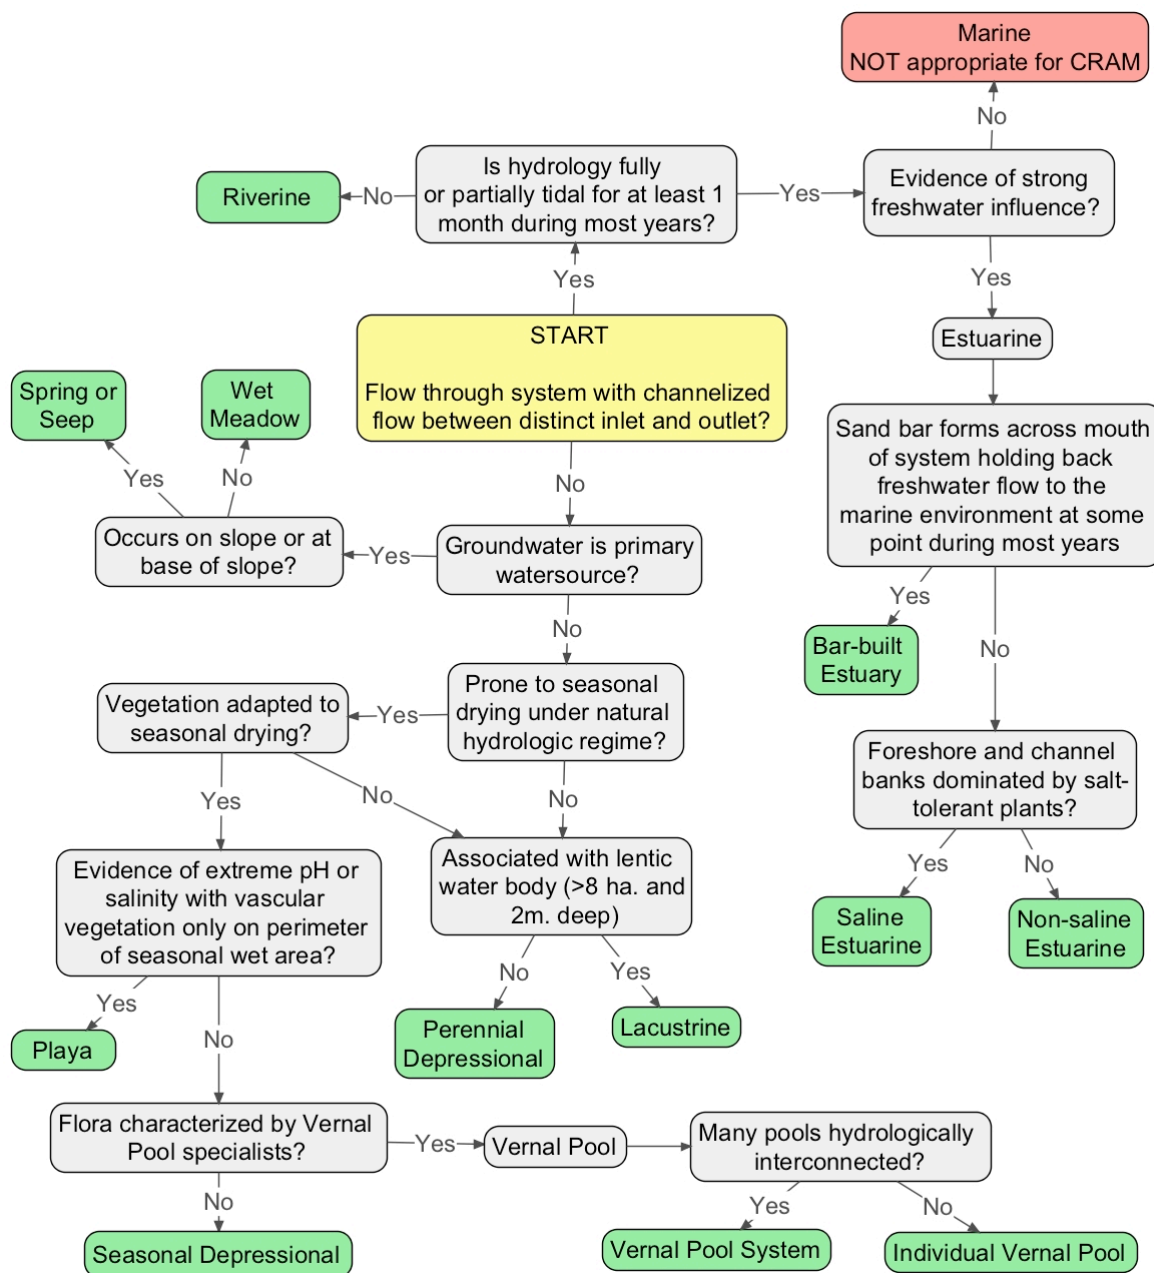 Marine
NOT appropriate for CRAM
No
Is hydrology fully
or partially tidal for at least 1
month during most years?
No
Riverine
Yes
Evidence of strong
freshwater influence?
Yes
Yes
START
Flow through system with channelized
flow between distinct inlet and outlet?
Estuarine
Spring or
Seep
Wet
Meadow
Yes
No
No
Sand bar forms across mouth
of system holding back
freshwater flow to the
marine environment at some
point during most years
Occurs on slope or at
base of slope?
Yes
Groundwater is primary
watersource?
Yes
No
Bar-built
Estuary
No
Vegetation adapted to
seasonal drying?
Yes
Prone to seasonal
drying under natural
hydrologic regime?
Foreshore and channel
banks dominated by salt-
tolerant plants?
Yes
No
No
Yes
No
Evidence of extreme pH or
salinity with vascular
vegetation only on perimeter
of seasonal wet area?
Associated with lentic
water body (>8 ha. and
2m. deep)
Saline
Estuarine
Non-saline
Estuarine
Yes
No
No
Yes
Playa
Perennial
Depressional
Lacustrine
Flora characterized by Vernal
Pool specialists?
Yes
Vernal Pool
Many pools hydrologically
interconnected?
No
Yes
No
Seasonal Depressional
Vernal Pool System
Individual Vernal Pool